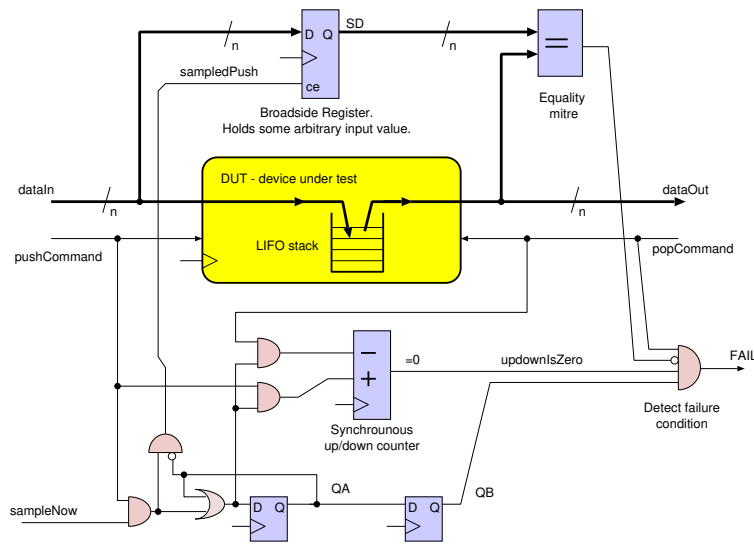 D Q
SD
n
n
sampledPush
ce
=
Equality
mitre
Broadside Register.
Holds some arbitrary input value.
DUT - device under test
dataIn
dataOut
n
n
LIFO stack
pushCommand
popCommand
−
=0
updownIsZero
FAIL
+
Detect failure
condition
Synchrounous
up/down counter
QA
QB
D Q
D Q
sampleNow